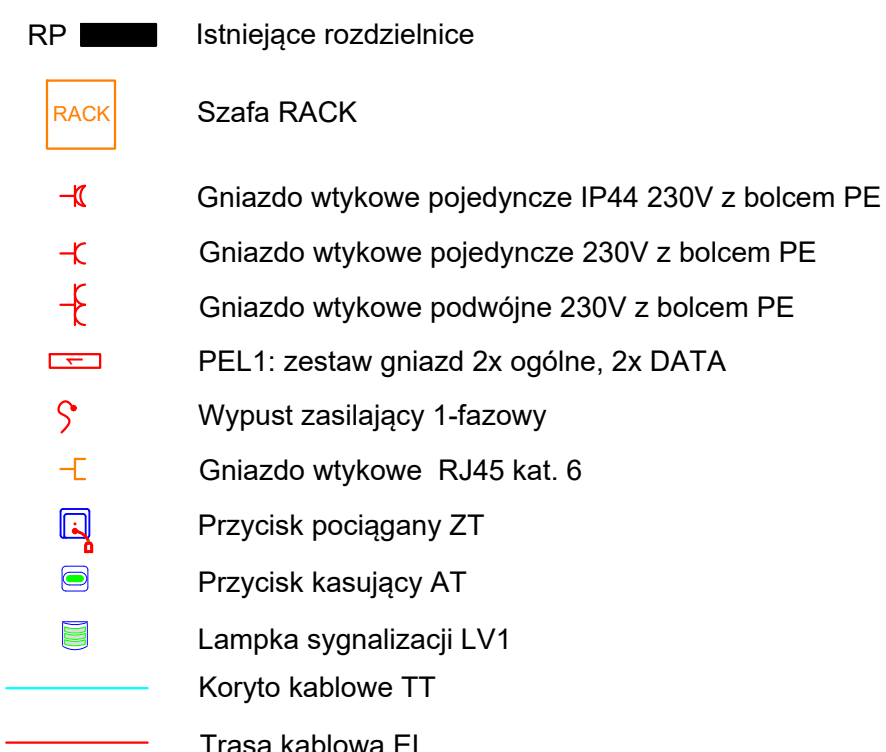 RP Istniejące rozdzielnice
RACK Szafa RACK
Gniazdo wtykowe pojedyncze IP44 230V z bolcem PE
Gniazdo wtykowe pojedyncze 230V z bolcem PE
Gniazdo wtykowe podwójne 230V z bolcem PE
PEL1: zestaw gniazd 2x ogólne, 2x DATA
Wypust zasilający 1-fazowy
Gniazdo wtykowe RJ45 kat. 6
Przycisk pociągany ZT
Przycisk kasujący AT
Lampka sygnalizacji LV1
Koryto kablowe TT
Trasa kablowa